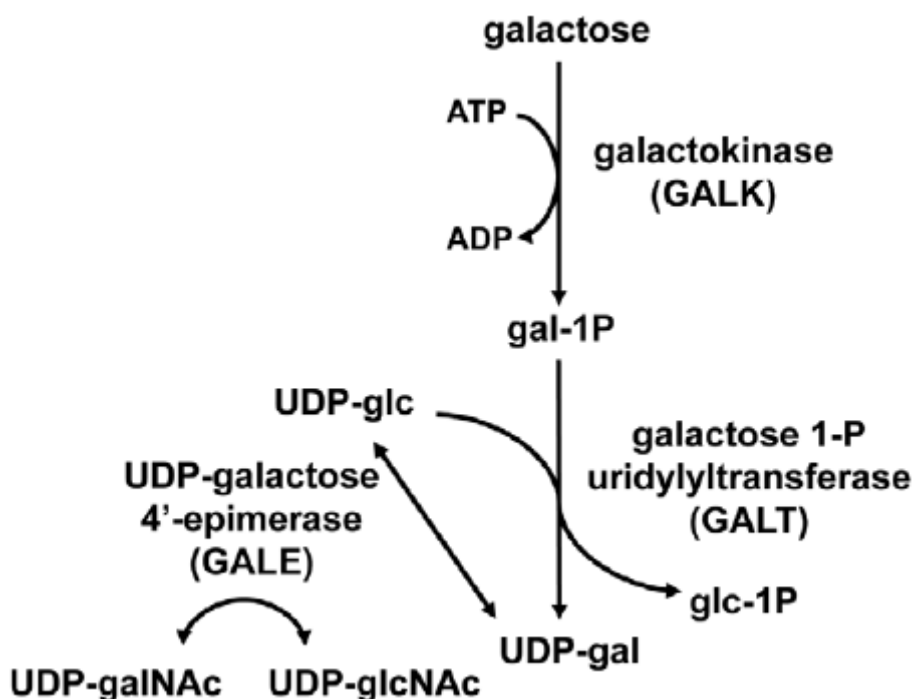 galactose
ATP
galactokinase
(GALK)
ADP
gal-1P
UDP-glc
galactose 1-P
uridylyltransferase
(GALT)
UDP-galactose
4'-epimerase
(GALE)
glc-1P
UDP-gal
UDP-galNAc
UDP-glcNAc